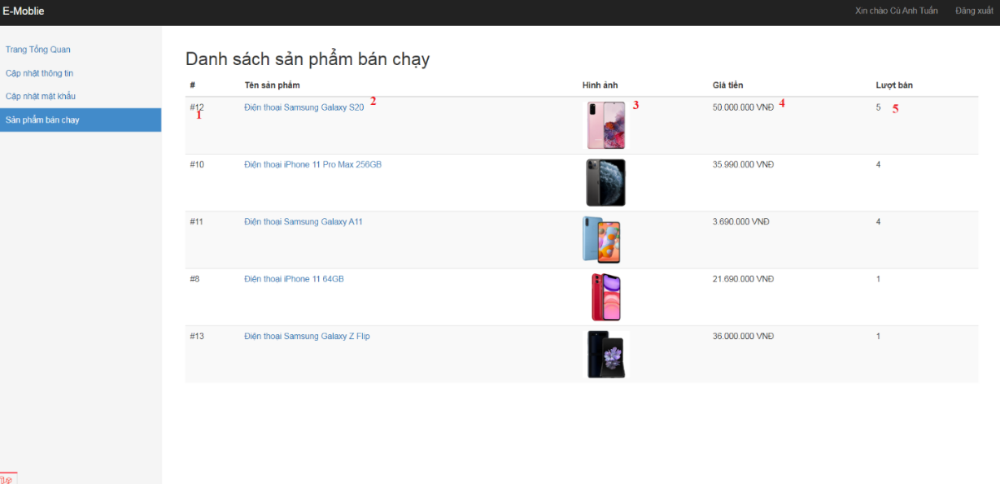 E-Moblie
Xin chào Cù Anh Tuấn Đăng xuất
Trang Tổng Quan
Cập nhật thông tin
Cập nhật mật khẩu
Sản phẩm bán chạy
Danh sách sản phẩm bán chạy
# Tên sản phẩm Hình ảnh Giá tiền Lượt bán
#12 1 Điện thoại Samsung Galaxy S20 2 3 50.000.000 VNĐ 4 5 5
#10 Điện thoại iPhone 11 Pro Max 256GB 35.990.000 VNĐ 4
#11 Điện thoại Samsung Galaxy A11 3.690.000 VNĐ 4
#8 Điện thoại iPhone 11 64GB 21.690.000 VNĐ 1
#13 Điện thoại Samsung Galaxy Z Flip 36.000.000 VNĐ 1